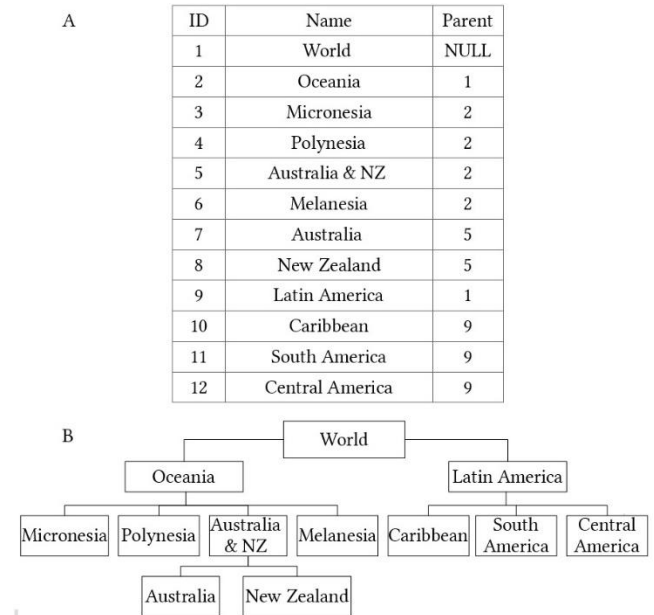 A
ID Name Parent
1 World NULL
2 Oceania 1
3 Micronesia 2
4 Polynesia 2
5 Australia & NZ 2
6 Melanesia 2
7 Australia 5
8 New Zealand 5
9 Latin America 1
10 Caribbean 9
11 South America 9
12 Central America 9
B
World
Oceania Latin America
Micronesia Polynesia Australia & NZ Melanesia Caribbean South America Central America
Australia New Zealand